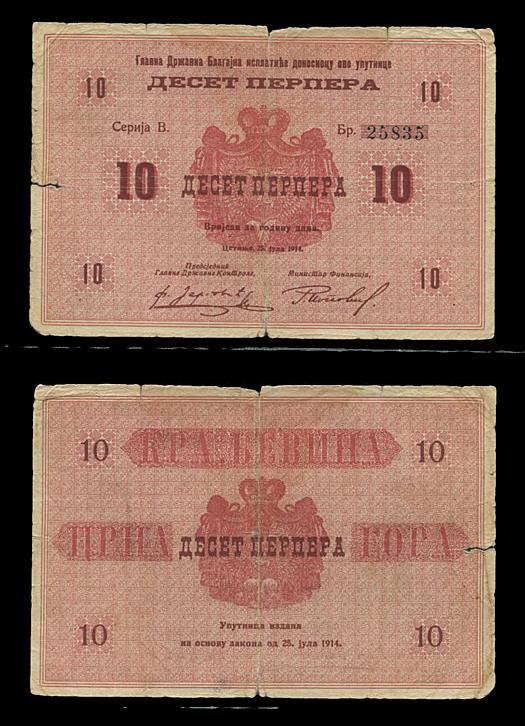 Главна Државна Благајна исплатиће доносиоцу ове упутнице
10 ДЕСЕТ ПЕРПЕРА 10
Серија В. Бр. 25835
10 ДЕСЕТ ПЕРПЕРА 10
Вриједи за годину дана.
Цетиње, 25. јула 1914.
Предсједник Министар Финансија,
Главне Државне Контроле,
10 10
10 КРАЉЕВИНА 10
ЦРНА ДЕСЕТ ПЕРПЕРА ГОРА
Упутница издана
10 на основу закона од 25. јула 1914. 10